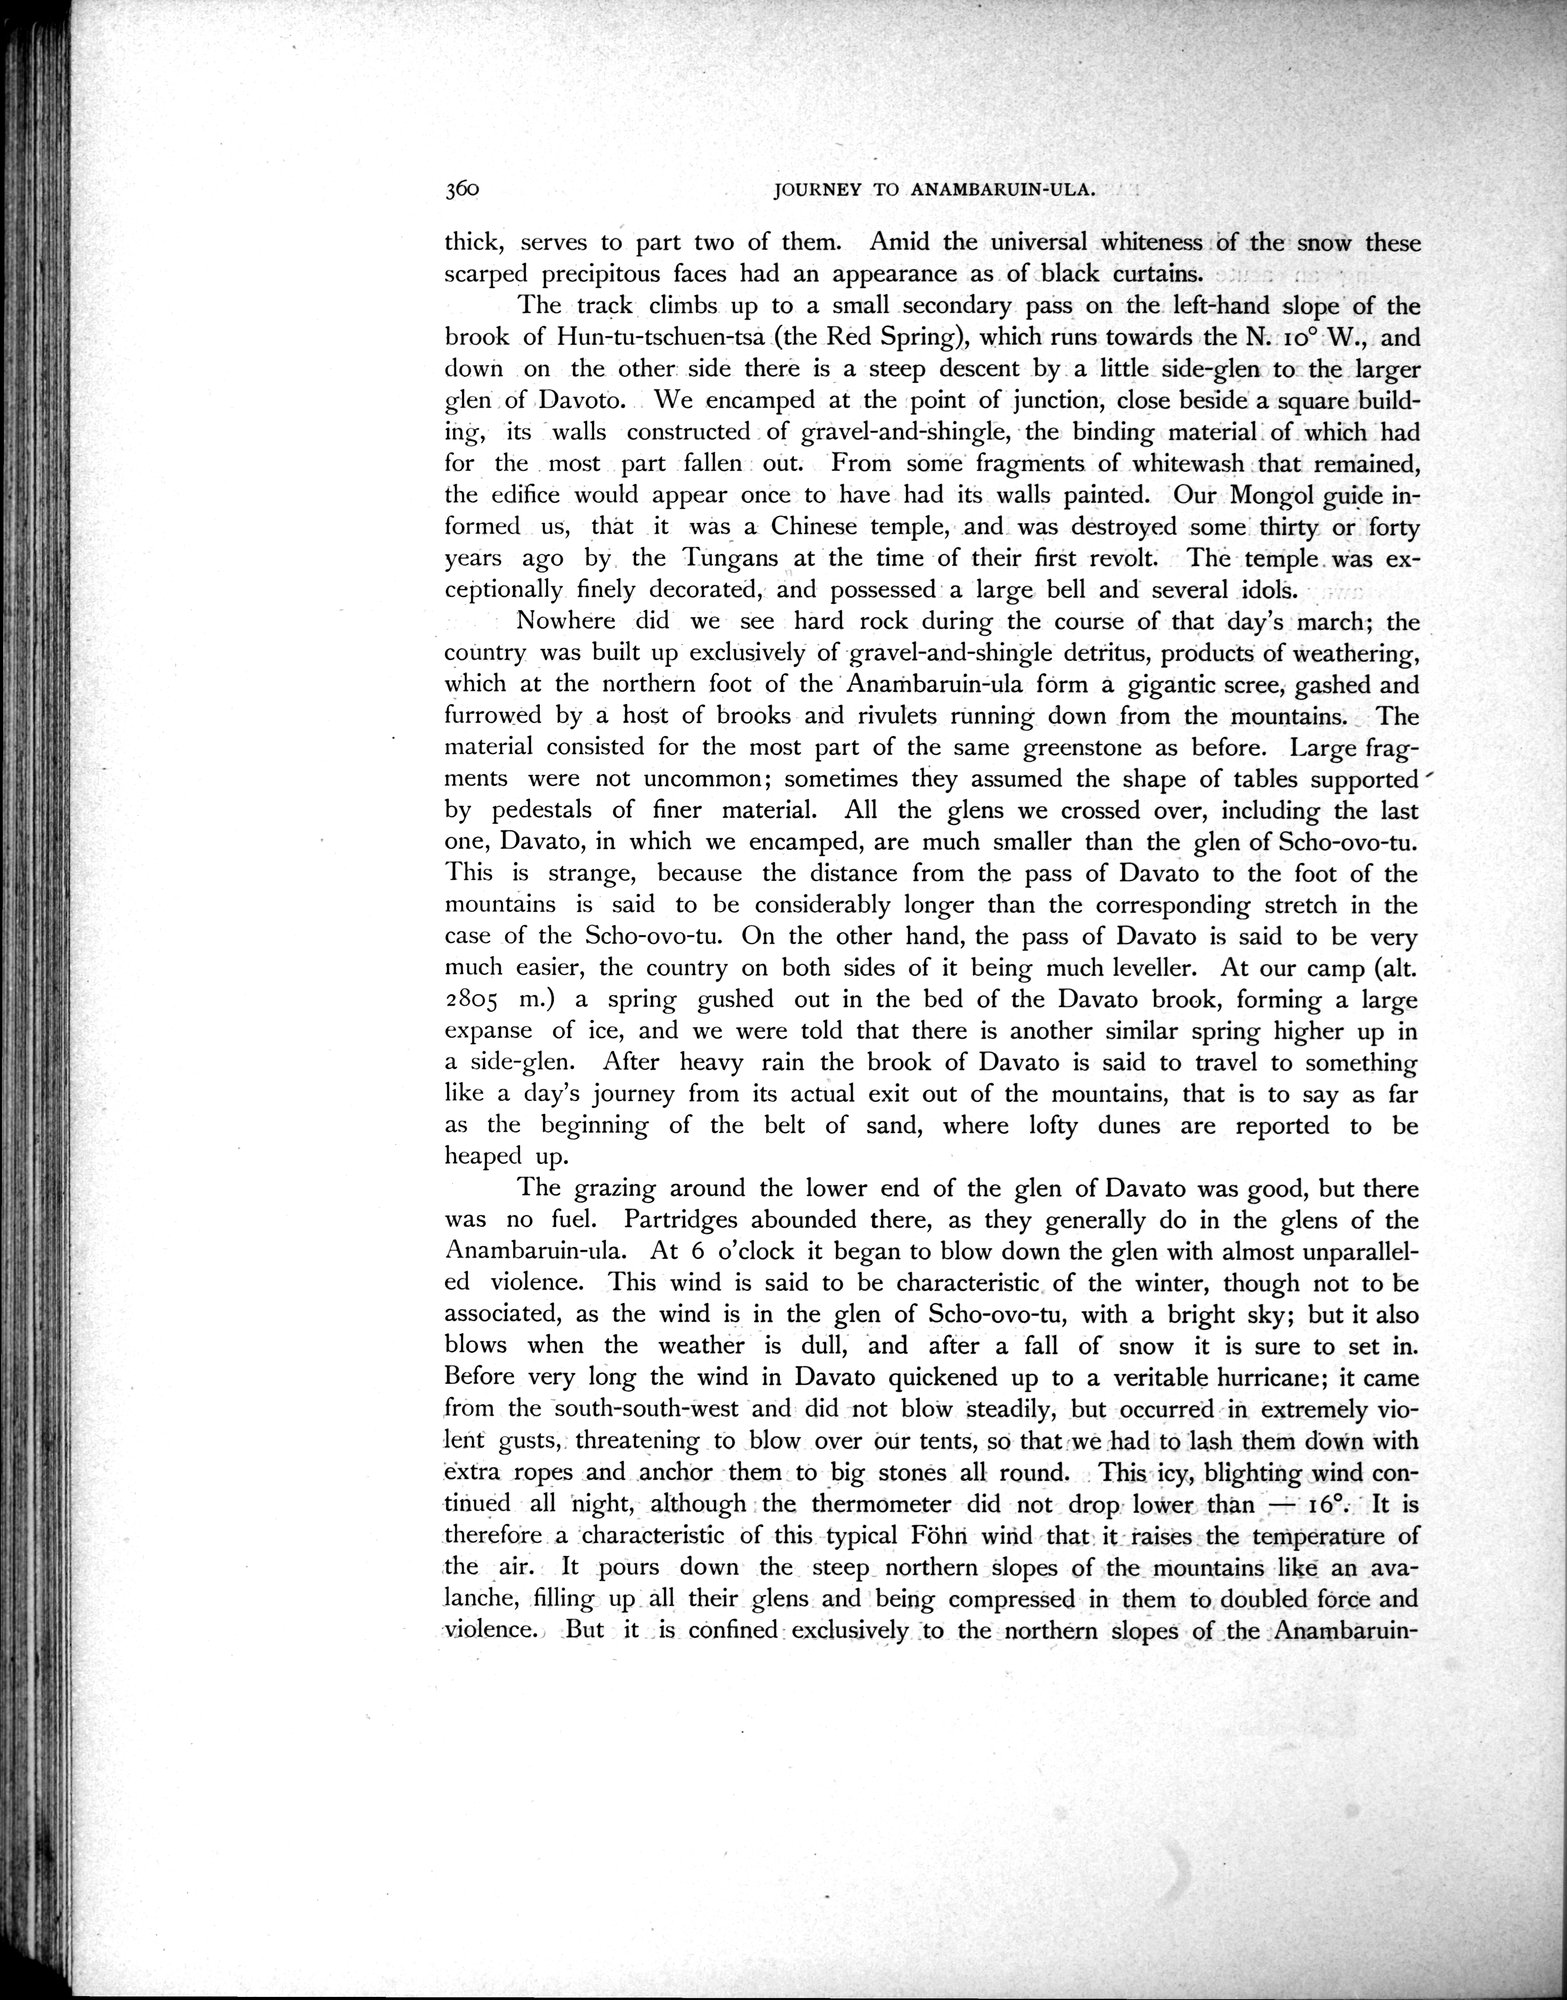 360 JOURNEY TO ANAMBARUIN-ULA.
thick, serves to part two of them. Amid the universal whiteness of the snow these
scarped precipitous faces had an appearance as of black curtains.
The track climbs up to a small secondary pass on the left-hand slope of the
brook of Hun-tu-tschuen-tsa (the Red Spring), which runs towards the N. 10° W., and
down on the other side there is a steep descent by a little side-glen to the larger
glen of Davoto. We encamped at the point of junction, close beside a square build-
ing, its walls constructed of gravel-and-shingle, the binding material of which had
for the most part fallen out. From some fragments of whitewash that remained,
the edifice would appear once to have had its walls painted. Our Mongol guide in-
formed us, that it was a Chinese temple, and was destroyed some thirty or forty
years ago by the Tungans at the time of their first revolt. The temple was ex-
ceptionally finely decorated, and possessed a large bell and several idols.
Nowhere did we see hard rock during the course of that day's march; the
country was built up exclusively of gravel-and-shingle detritus, products of weathering,
which at the northern foot of the Anambaruin-ula form a gigantic scree, gashed and
furrowed by a host of brooks and rivulets running down from the mountains. The
material consisted for the most part of the same greenstone as before. Large frag-
ments were not uncommon; sometimes they assumed the shape of tables supported
by pedestals of finer material. All the glens we crossed over, including the last
one, Davato, in which we encamped, are much smaller than the glen of Scho-ovo-tu.
This is strange, because the distance from the pass of Davato to the foot of the
mountains is said to be considerably longer than the corresponding stretch in the
case of the Scho-ovo-tu. On the other hand, the pass of Davato is said to be very
much easier, the country on both sides of it being much leveller. At our camp (alt.
2805 m.) a spring gushed out in the bed of the Davato brook, forming a large
expanse of ice, and we were told that there is another similar spring higher up in
a side-glen. After heavy rain the brook of Davato is said to travel to something
like a day's journey from its actual exit out of the mountains, that is to say as far
as the beginning of the belt of sand, where lofty dunes are reported to be
heaped up.
The grazing around the lower end of the glen of Davato was good, but there
was no fuel. Partridges abounded there, as they generally do in the glens of the
Anambaruin-ula. At 6 o'clock it began to blow down the glen with almost unparallel-
ed violence. This wind is said to be characteristic of the winter, though not to be
associated, as the wind is in the glen of Scho-ovo-tu, with a bright sky; but it also
blows when the weather is dull, and after a fall of snow it is sure to set in.
Before very long the wind in Davato quickened up to a veritable hurricane; it came
from the south-south-west and did not blow steadily, but occurred in extremely vio-
lent gusts, threatening to blow over our tents, so that we had to lash them down with
extra ropes and anchor them to big stones all round. This icy, blighting wind con-
tinued all night, although the thermometer did not drop lower than — 16°. It is
therefore a characteristic of this typical Föhn wind that it raises the temperature of
the air. It pours down the steep northern slopes of the mountains like an ava-
lanche, filling up all their glens and being compressed in them to doubled force and
violence. But it is confined exclusively to the northern slopes of the Anambaruin-